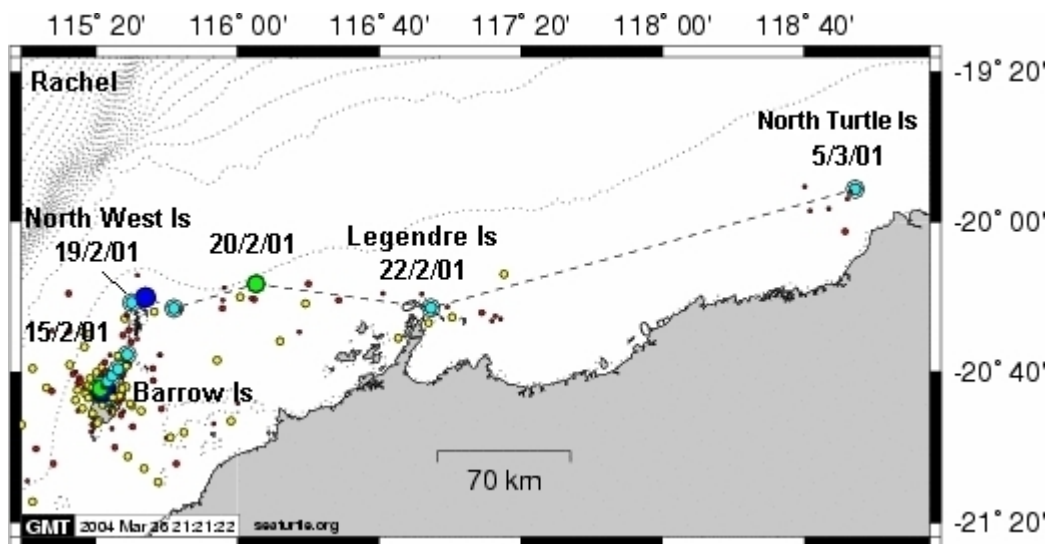 115° 20' 116° 00' 116° 40' 117° 20' 118° 00' 118° 40'
Rachel
-19° 20'
North Turtle Is
5/3/01
North West Is
19/2/01
20/2/01
Legendre Is
22/2/01
-20° 00'
15/2/01
Barrow Is
-20° 40'
70 km
GMT 2004 Mar 26 21:21:22 seaturtle.org
-21° 20'